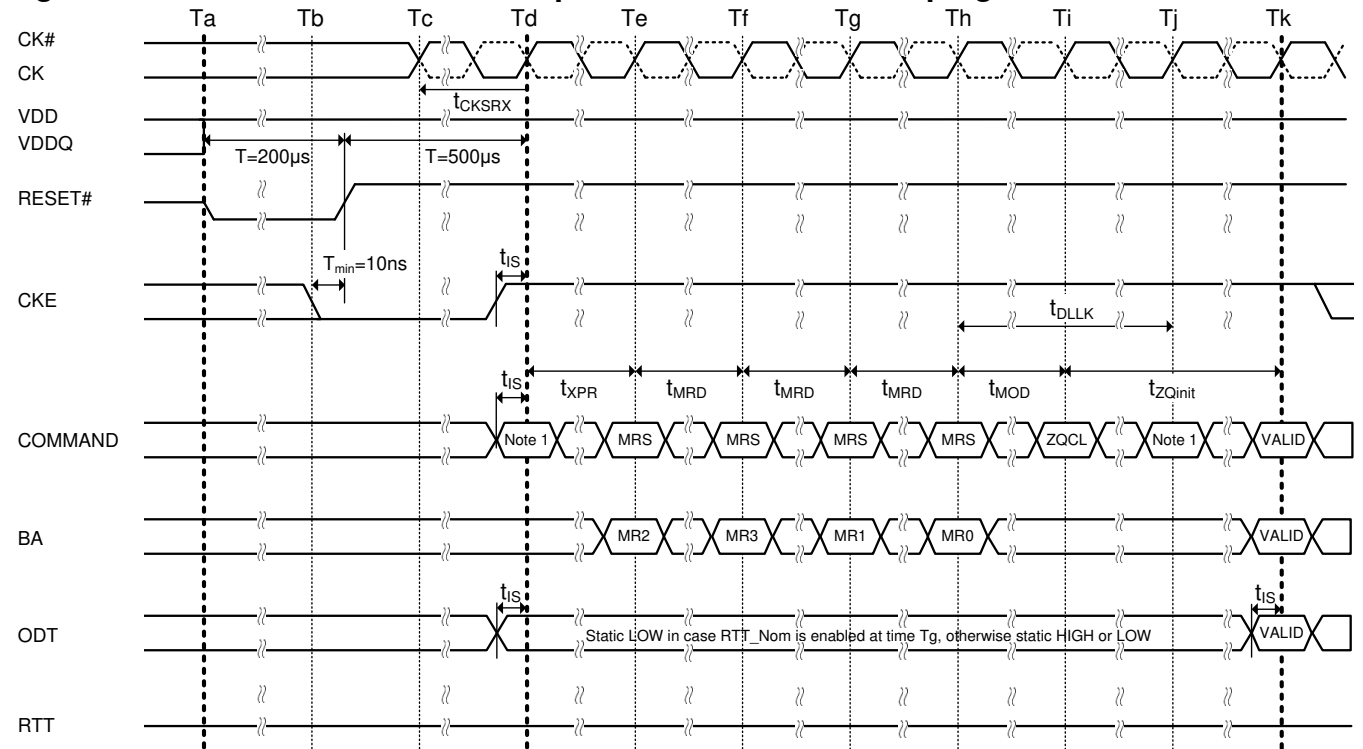 Ta Tb Tc Td Te Tf Tg Th Ti Tj Tk
CK#
CK
tCKSRX
VDD
VDDQ
T=200µs T=500µs
RESET#
Tmin=10ns
tIS
CKE
tDLLK
tIS
tXPR tMRD tMRD tMRD tMOD tZQinit
COMMAND Note 1 MRS MRS MRS MRS ZQCL Note 1 VALID
BA MR2 MR3 MR1 MR0 VALID
tIS tIS
ODT Static LOW in case RTT_Nom is enabled at time Tg, otherwise static HIGH or LOW VALID
RTT